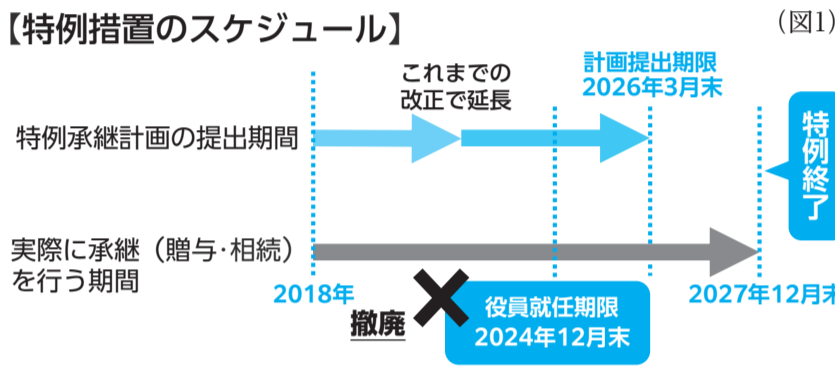 【特例措置のスケジュール】
(図1)
これまでの
改正で延長
計画提出期限
2026年3月末
特例承継計画の提出期間
特例終了
実際に承継（贈与・相続）
を行う期間
2018年
2027年12月末
撤廃
役員就任期限
2024年12月末